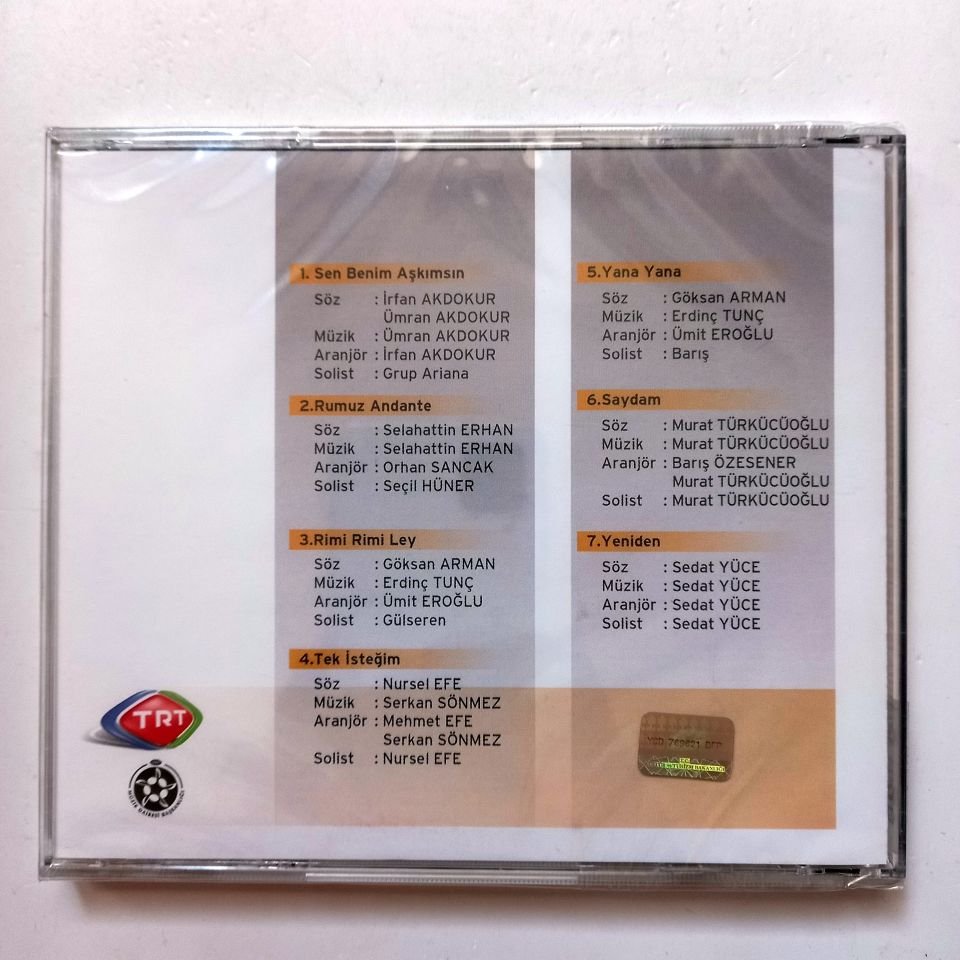 1. Sen Benim Aşkımsın
Söz : İrfan AKDOKUR
Ümran AKDOKUR
Müzik : Ümran AKDOKUR
Aranjör : İrfan AKDOKUR
Solist : Grup Ariana
2.Rumuz Andante
Söz : Selahattin ERHAN
Müzik : Selahattin ERHAN
Aranjör : Orhan SANCAK
Solist : Seçil HÜNER
3.Rimi Rimi Ley
Söz : Göksan ARMAN
Müzik : Erdinç TUNÇ
Aranjör : Ümit EROĞLU
Solist : Gülseren
4.Tek İsteğim
Söz : Nursel EFE
Müzik : Serkan SÖNMEZ
Aranjör : Mehmet EFE
Serkan SÖNMEZ
Solist : Nursel EFE
5.Yana Yana
Söz : Göksan ARMAN
Müzik : Erdinç TUNÇ
Aranjör : Ümit EROĞLU
Solist : Barış
6.Saydam
Söz : Murat TÜRKÜCÜOĞLU
Müzik : Murat TÜRKÜCÜOĞLU
Aranjör : Barış ÖZESENER
Murat TÜRKÜCÜOĞLU
Solist : Murat TÜRKÜCÜOĞLU
7.Yeniden
Söz : Sedat YÜCE
Müzik : Sedat YÜCE
Aranjör : Sedat YÜCE
Solist : Sedat YÜCE
TRT
MÜZİK DAİRESİ BAŞKANLIĞI
T.C.
BAKANLIĞI